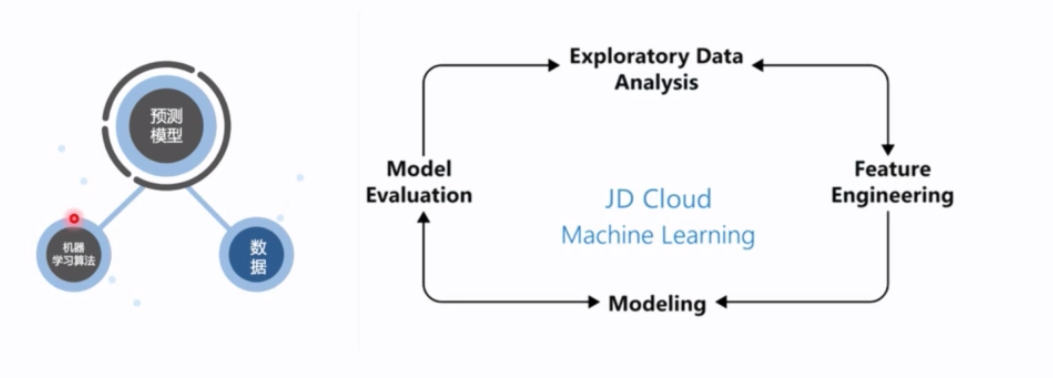 预测
模型
机器
学习算法
数
据
Exploratory Data
Analysis
Model
Evaluation
Feature
Engineering
JD Cloud
Machine Learning
Modeling